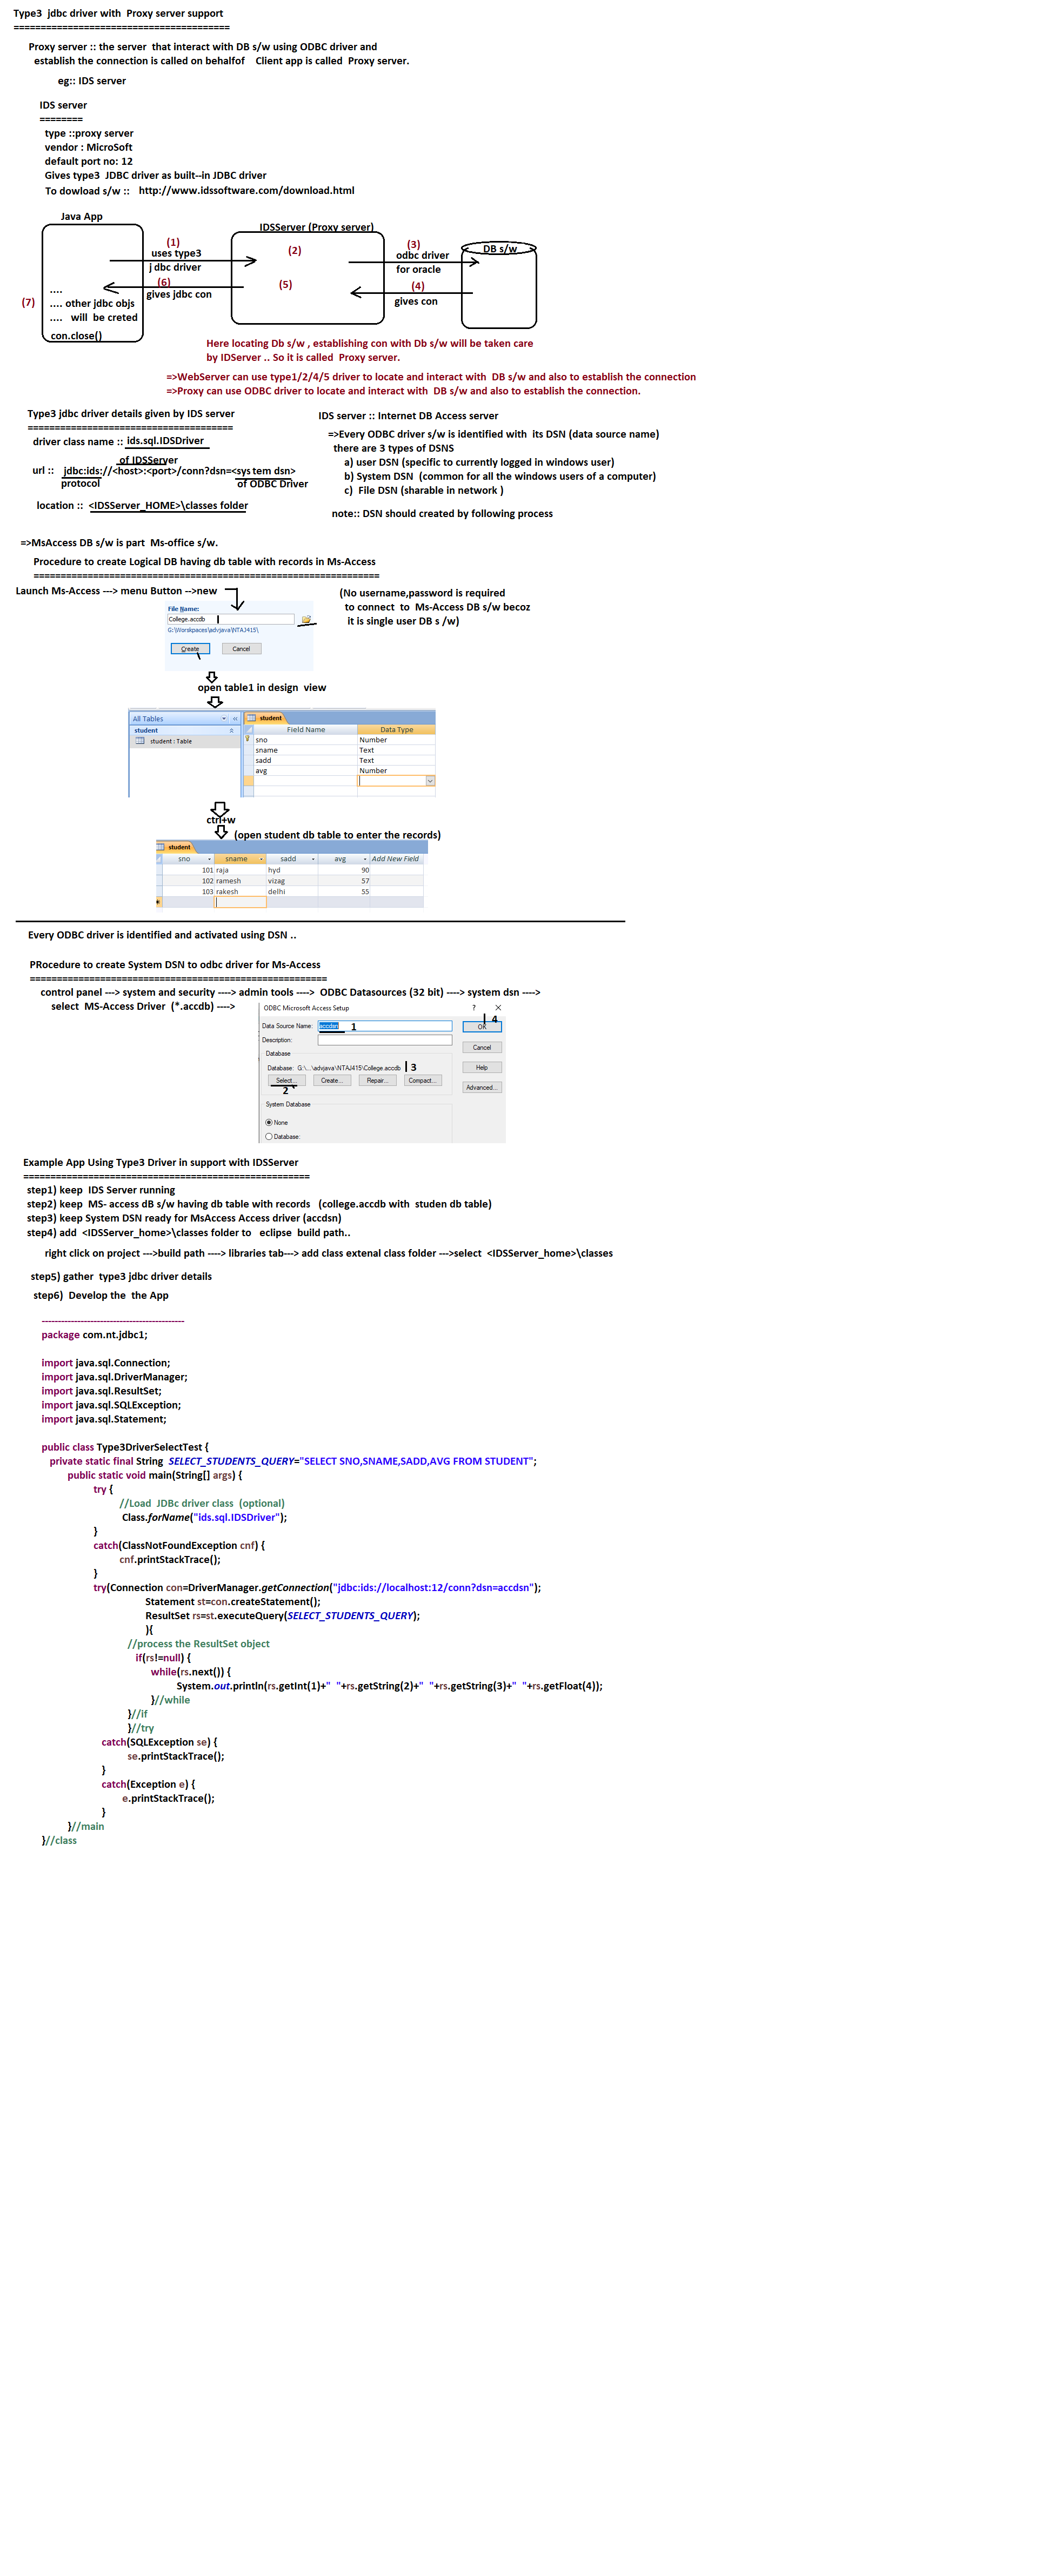 Type3  jdbc driver with  Proxy server support
========================================
Proxy server :: the server  that interact with DB s/w using ODBC driver and
establish the connection is called on behalfof    Client app is called  Proxy server.
eg:: IDS server
IDS server
========
type ::proxy server
vendor : MicroSoft
default port no: 12
Gives type3  JDBC driver as built--in JDBC driver
To dowload s/w ::   http://www.idssoftware.com/download.html
Java App
IDSServer (Proxy server)
DB s/w
(1)
uses type3
j dbc driver
(2)
(3)
odbc driver
for oracle
(6)
gives jdbc con
(5)
(4)
gives con
(7)
....
.... other jdbc objs
....   will  be creted
con.close()
Here locating Db s/w , establishing con with Db s/w will be taken care
by IDServer .. So it is called  Proxy server.
=>WebServer can use type1/2/4/5 driver to locate and interact with  DB s/w and also to establish the connection
=>Proxy can use ODBC driver to locate and interact with  DB s/w and also to establish the connection.
Type3 jdbc driver details given by IDS server
======================================
driver class name :: ids.sql.IDSDriver
of IDSServer
url ::   jdbc:ids://<host>:<port>/conn?dsn=<sys tem dsn>
protocol
of ODBC Driver
location ::  <IDSServer_HOME>\classes folder
IDS server :: Internet DB Access server
=>Every ODBC driver s/w is identified with  its DSN (data source name)
there are 3 types of DSNS
a) user DSN (specific to currently logged in windows user)
b) System DSN  (common for all the windows users of a computer)
c)  File DSN (sharable in network )
note:: DSN should created by following process
=>MsAccess DB s/w is part  Ms-office s/w.
Procedure to create Logical DB having db table with records in Ms-Access
================================================================
Launch Ms-Access ---> menu Button -->new
(No username,password is required
to connect  to  Ms-Access DB s/w becoz
it is single user DB s /w)
File Name:
College.accdb
G:\Worskpaces\advjava\NTAJ415\
Create
Cancel
open table1 in design  view
All Tables
student
student : Table
student
Field Name
Data Type
sno
Number
sname
Text
sadd
Text
avg
Number
ctrl+w
(open student db table to enter the records)
student
sno
sname
sadd
avg
Add New Field
101 raja hyd 90
102 ramesh vizag 57
103 rakesh delhi 55
Every ODBC driver is identified and activated using DSN ..
PRocedure to create System DSN to odbc driver for Ms-Access
=======================================================
control panel ---> system and security ----> admin tools ---->  ODBC Datasources (32 bit) ----> system dsn ---->
select  MS-Access Driver  (*.accdb) ---->
ODBC Microsoft Access Setup
?
Data Source Name:
accdsn
1
4
OK
Description:
Cancel
Database
Database:  G:\...\advjava\NTAJ415\College.accdb
3
Help
Select...
Create...
Repair...
Compact...
Advanced...
2
System Database
None
Database:
Example App Using Type3 Driver in support with IDSServer
=====================================================
step1) keep  IDS Server running
step2) keep  MS- access dB s/w having db table with records   (college.accdb with  studen db table)
step3) keep System DSN ready for MsAccess Access driver (accdsn)
step4) add  <IDSServer_home>\classes folder to   eclipse  build path..
right click on project --->build path ----> libraries tab---> add class extenal class folder --->select  <IDSServer_home>\classes
step5) gather  type3 jdbc driver details
step6)  Develop the  the App
--------------------------------------------
package com.nt.jdbc1;
import java.sql.Connection;
import java.sql.DriverManager;
import java.sql.ResultSet;
import java.sql.SQLException;
import java.sql.Statement;
public class Type3DriverSelectTest {
private static final String  SELECT_STUDENTS_QUERY="SELECT SNO,SNAME,SADD,AVG FROM STUDENT";
public static void main(String[] args) {
try {
//Load  JDBc driver class  (optional)
Class.forName("ids.sql.IDSDriver");
}
catch(ClassNotFoundException cnf) {
cnf.printStackTrace();
}
try(Connection con=DriverManager.getConnection("jdbc:ids://localhost:12/conn?dsn=accdsn");
Statement st=con.createStatement();
ResultSet rs=st.executeQuery(SELECT_STUDENTS_QUERY);
){
//process the ResultSet object
if(rs!=null) {
while(rs.next()) {
System.out.println(rs.getInt(1)+"  "+rs.getString(2)+"  "+rs.getString(3)+"  "+rs.getFloat(4));
}//while
}//if
}//try
catch(SQLException se) {
se.printStackTrace();
}
catch(Exception e) {
e.printStackTrace();
}
}//main
}//class